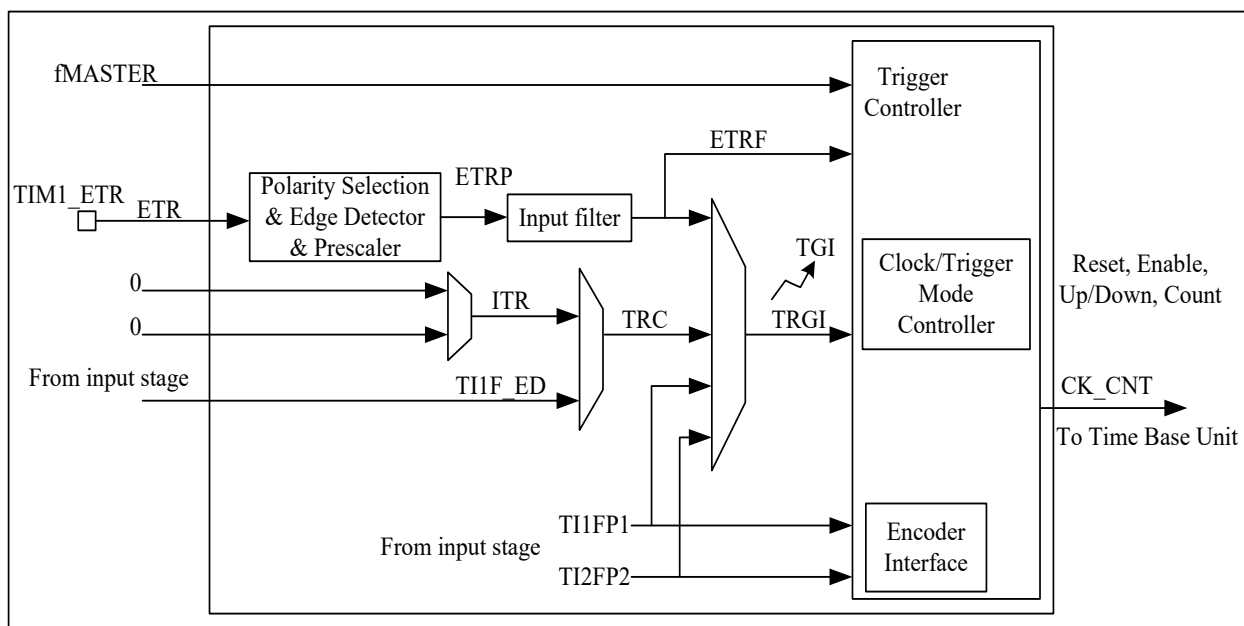 fMASTER
Trigger
Controller
ETRF
TIM1_ETR
ETR
Polarity Selection
& Edge Detector
& Prescaler
ETRP
Input filter
TGI
Clock/Trigger
Mode
Controller
Reset, Enable,
Up/Down, Count
0
ITR
0
TRC
TRGI
From input stage
TI1F_ED
CK_CNT
To Time Base Unit
TI1FP1
From input stage
TI2FP2
Encoder
Interface